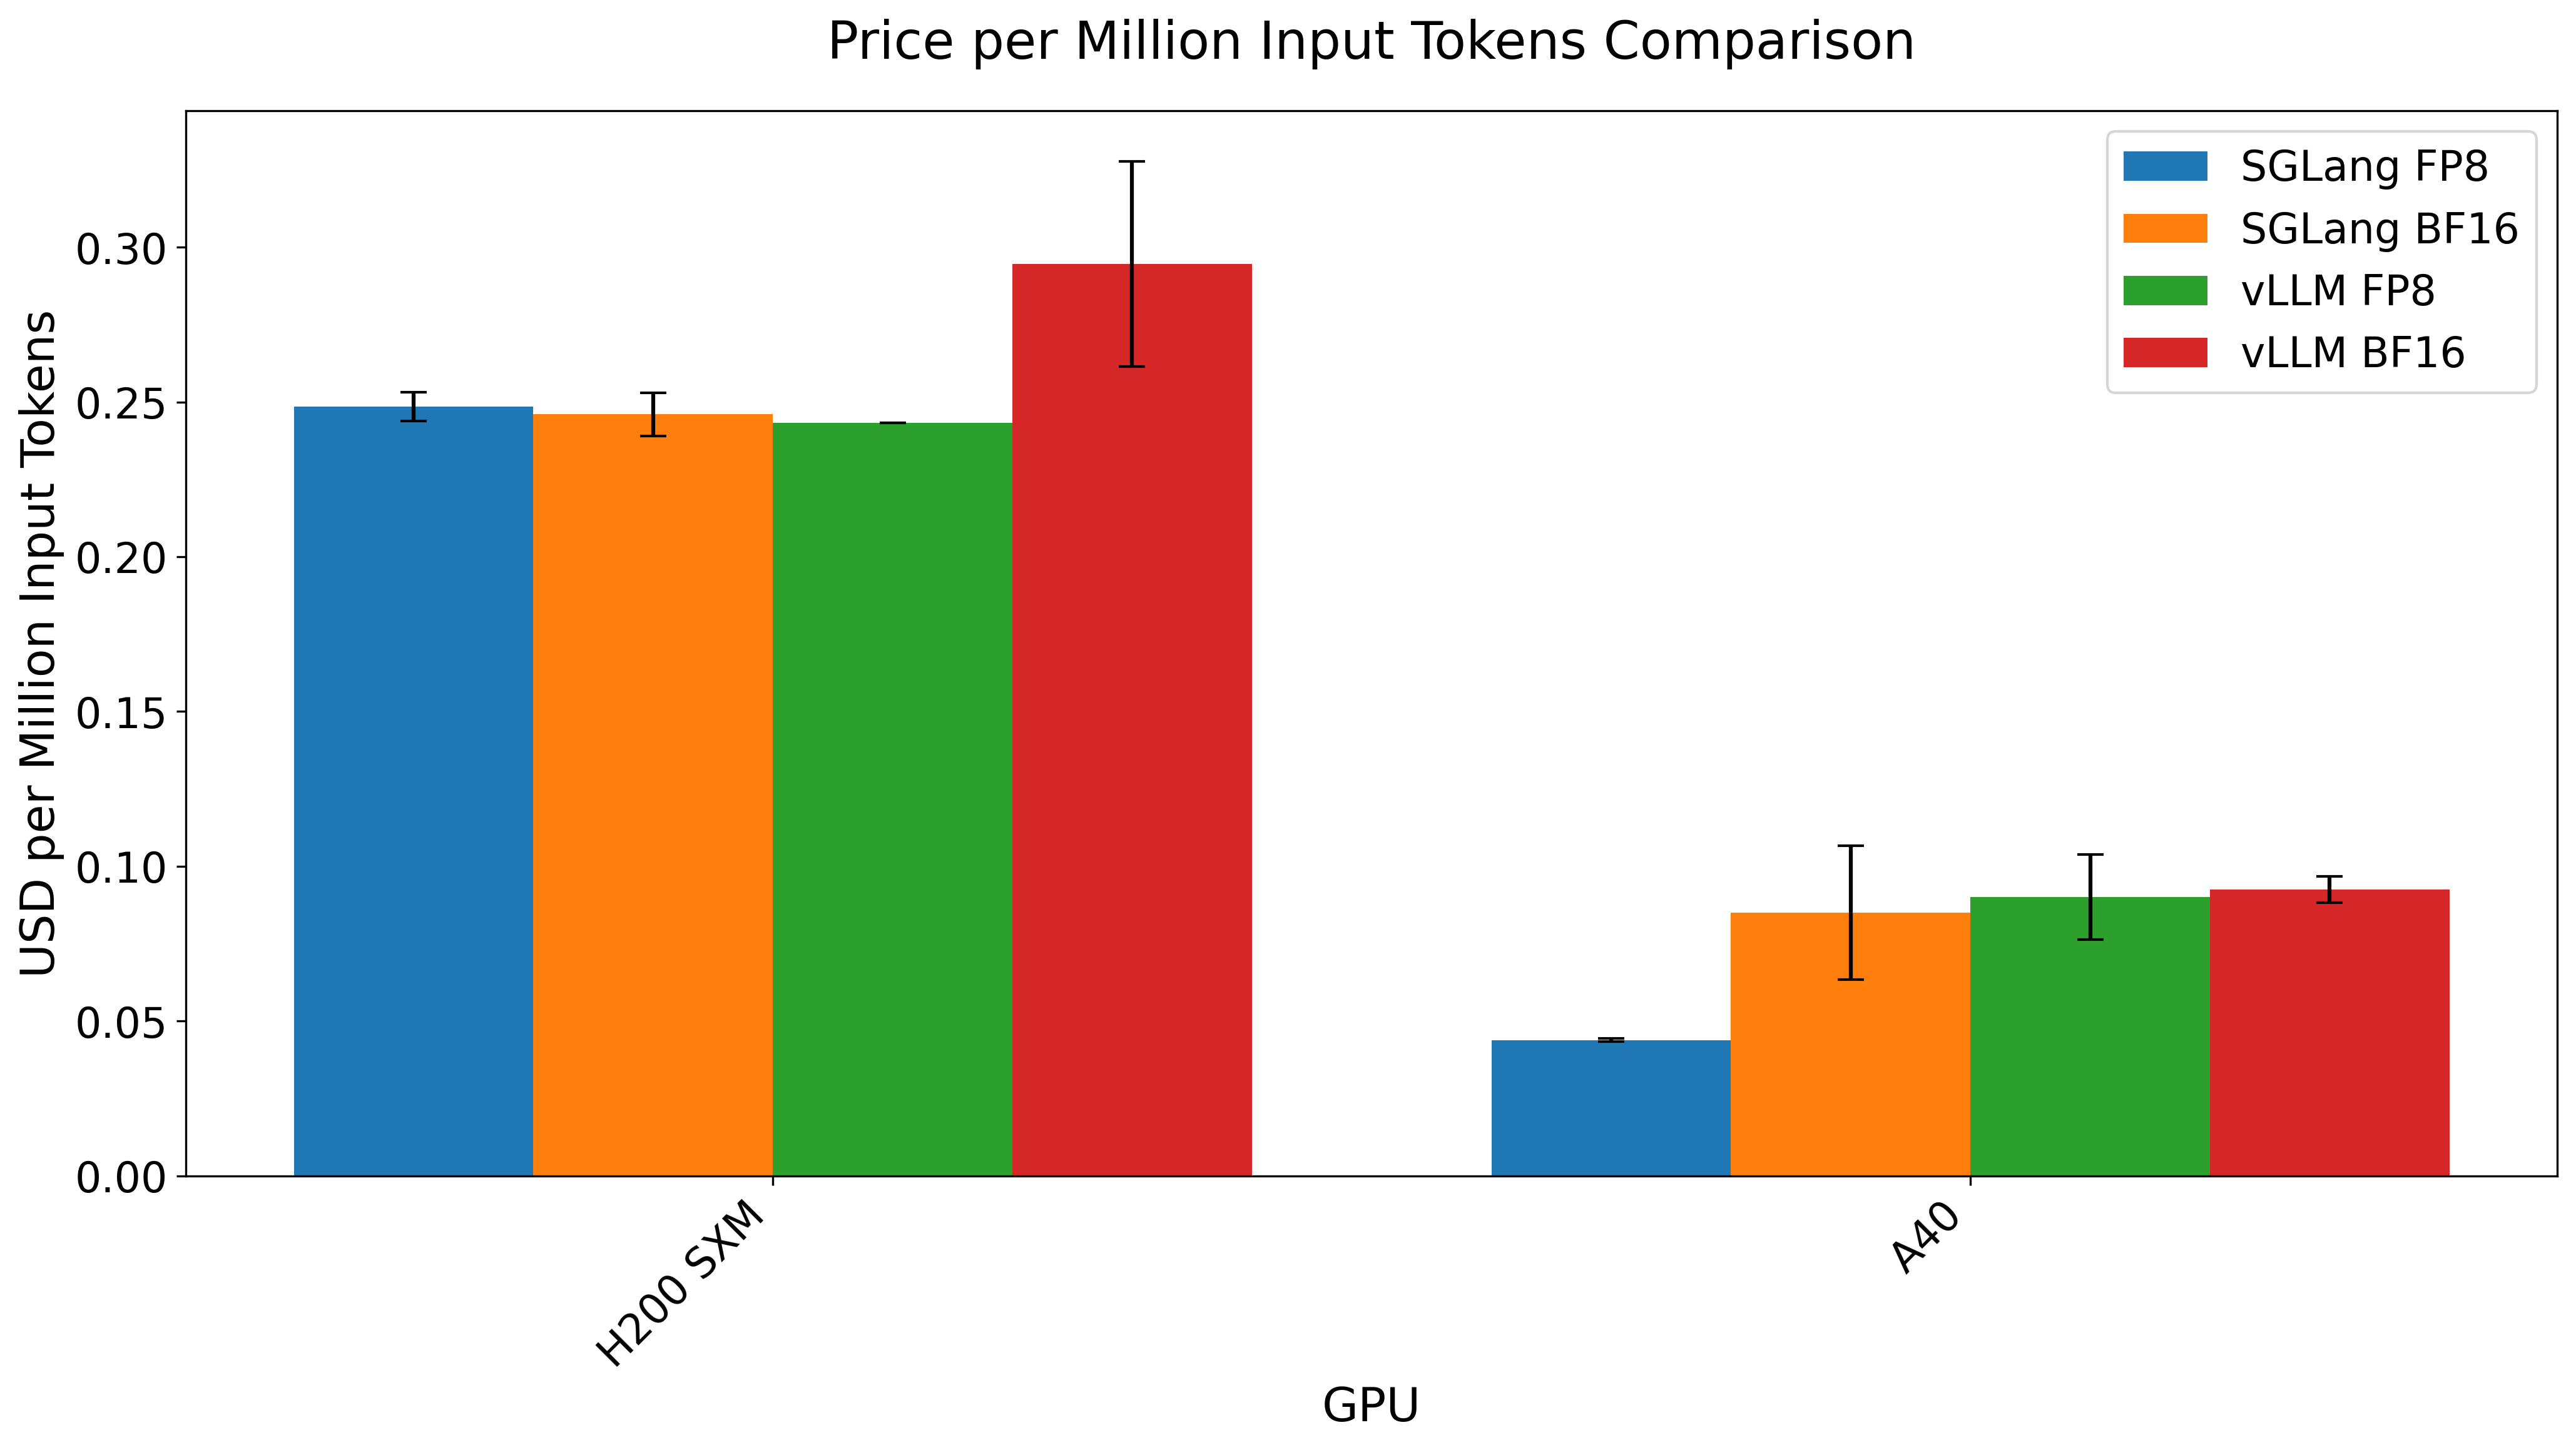 Price per Million Input Tokens Comparison
USD per Million Input Tokens
0.30
0.25
0.20
0.15
0.10
0.05
0.00
SGLang FP8
SGLang BF16
vLLM FP8
vLLM BF16
H200 SXM
A40
GPU